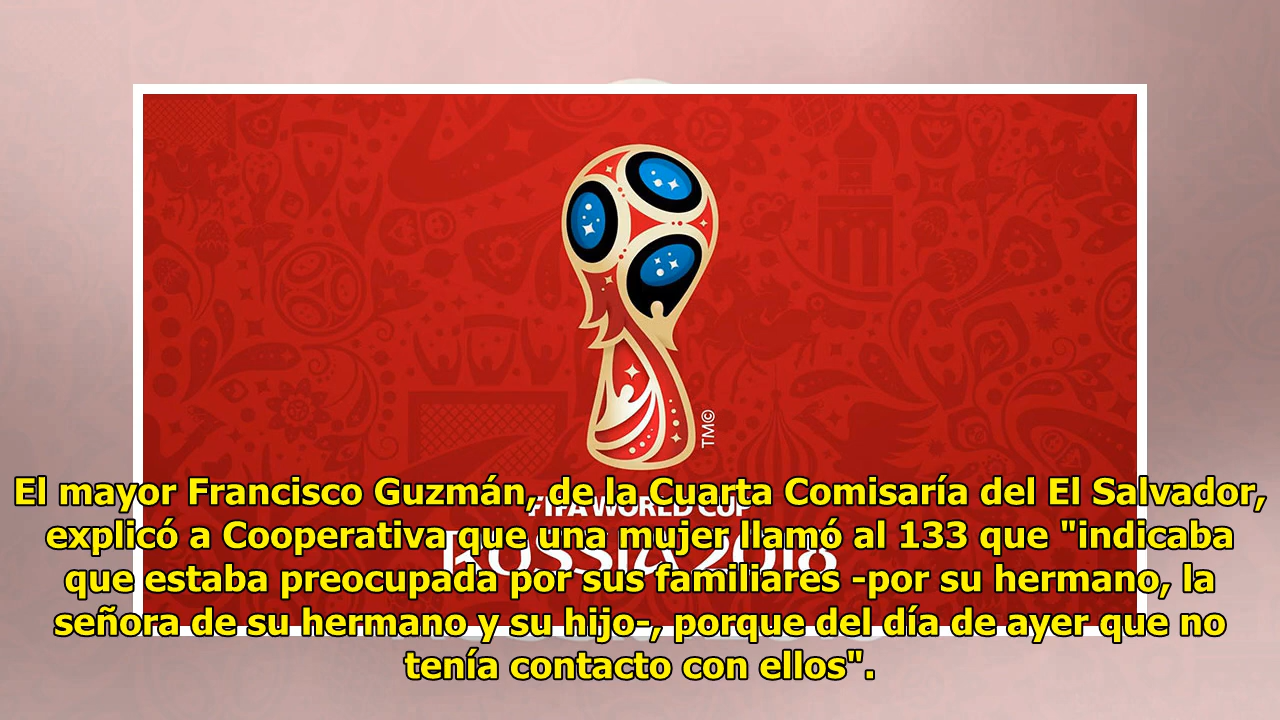 TM©
El mayor Francisco Guzmán, de la Cuarta Comisaría del El Salvador,
FIFA WORLD CUP
explicó a Cooperativa que una mujer llamó al 133 que "indicaba
RUSSIA 2018
que estaba preocupada por sus familiares -por su hermano, la
señora de su hermano y su hijo-, porque del día de ayer que no
tenía contacto con ellos".